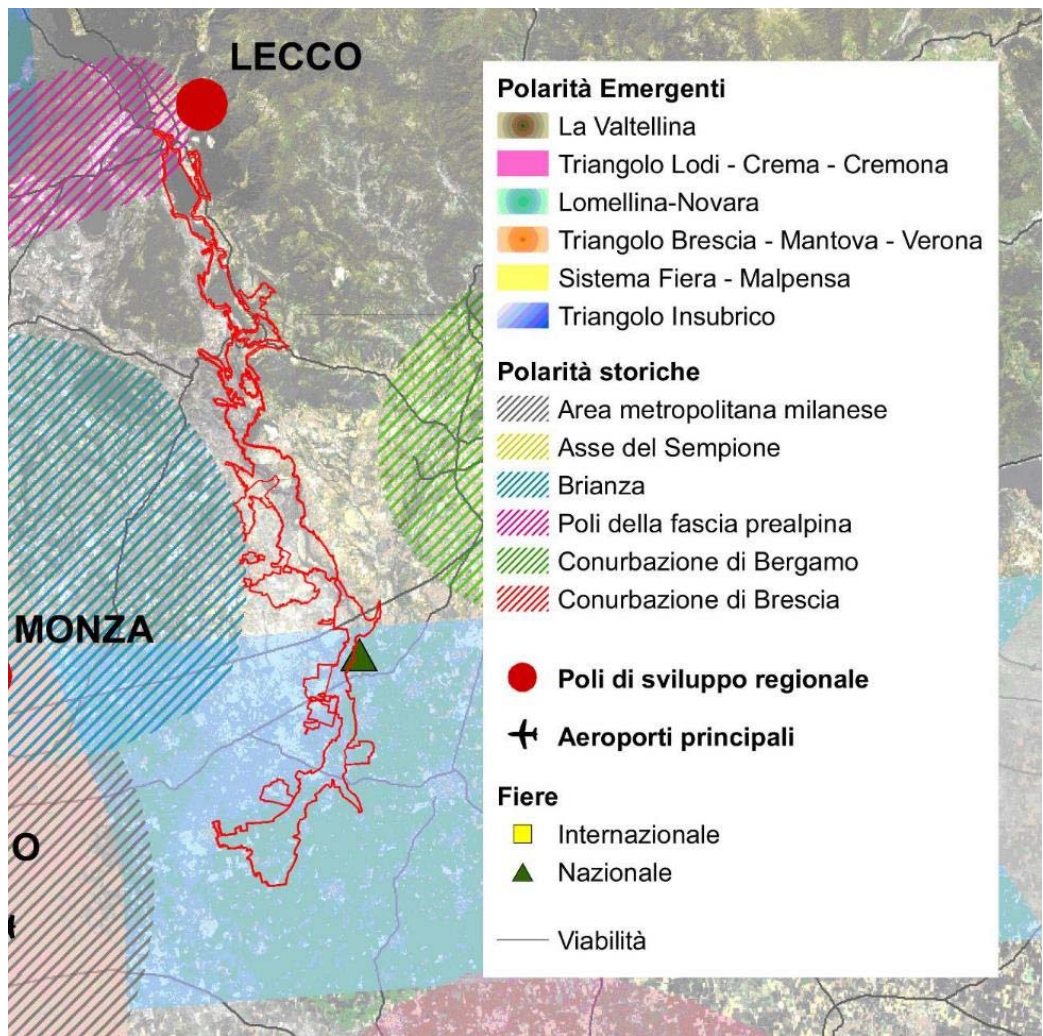 LECCO
MONZA
O
Polarità Emergenti
La Valtellina
Triangolo Lodi - Crema - Cremona
Lomellina-Novara
Triangolo Brescia - Mantova - Verona
Sistema Fiera - Malpensa
Triangolo Insubrico
Polarità storiche
Area metropolitana milanese
Asse del Sempione
Brianza
Poli della fascia prealpina
Conurbazione di Bergamo
Conurbazione di Brescia
Poli di sviluppo regionale
Aeroporti principali
Fiere
Internazionale
Nazionale
Viabilità